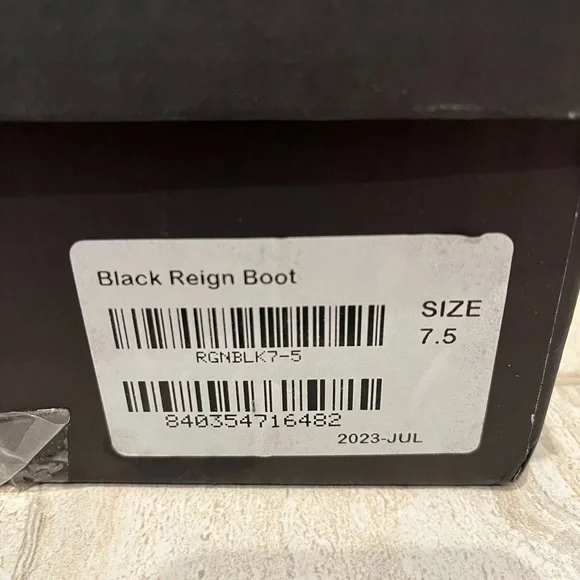 Black Reign Boot
SIZE
7.5
RGNBLK7-5
840354716482
2023-JUL